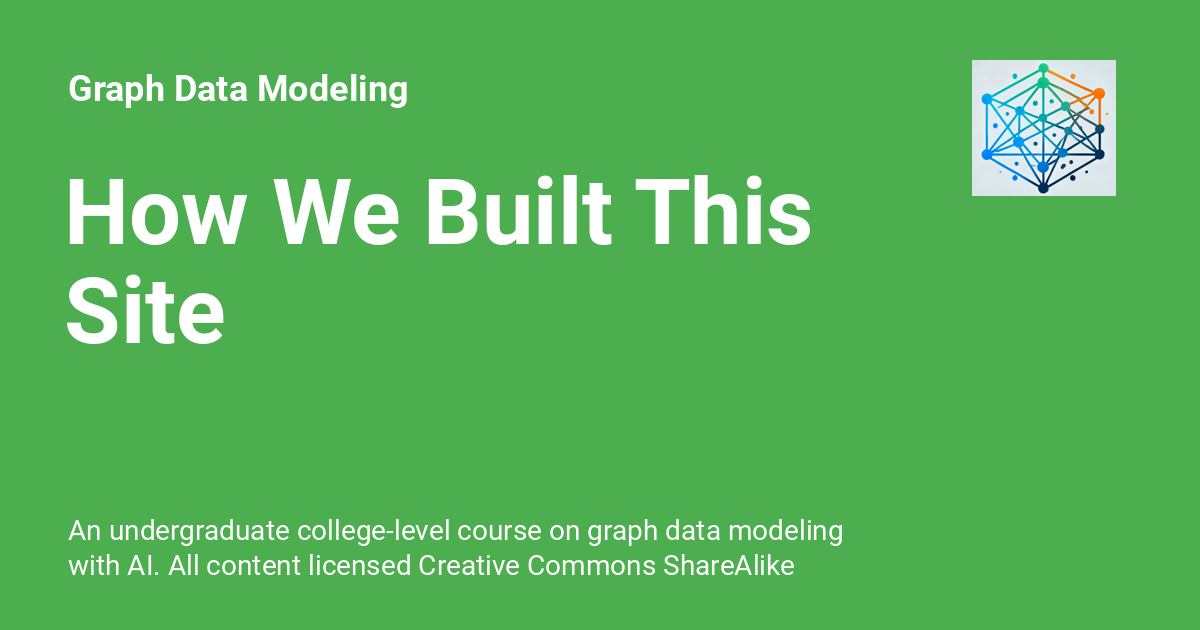 Graph Data Modeling
How We Built This
Site
An undergraduate college-level course on graph data modeling
with AI. All content licensed Creative Commons ShareAlike